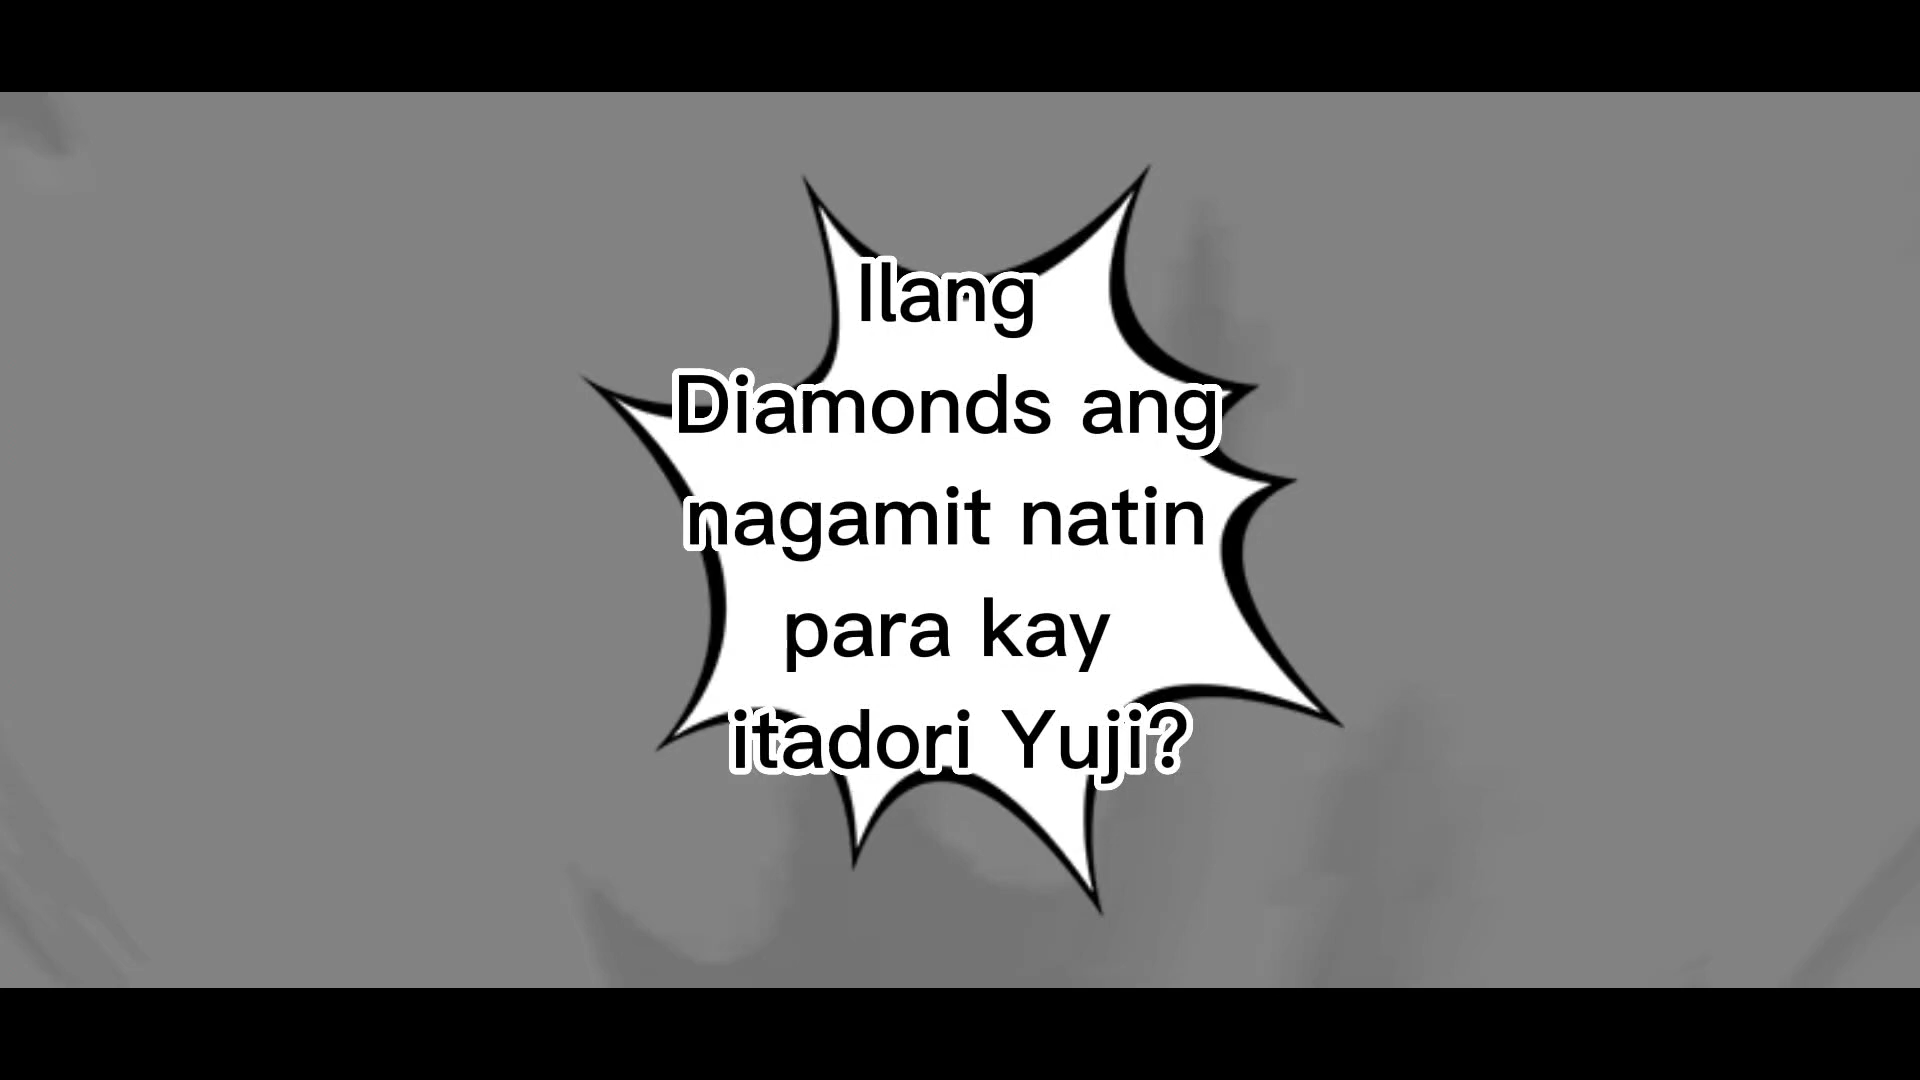 Ilang
Diamonds ang
nagamit natin
para kay
itadori Yuji?